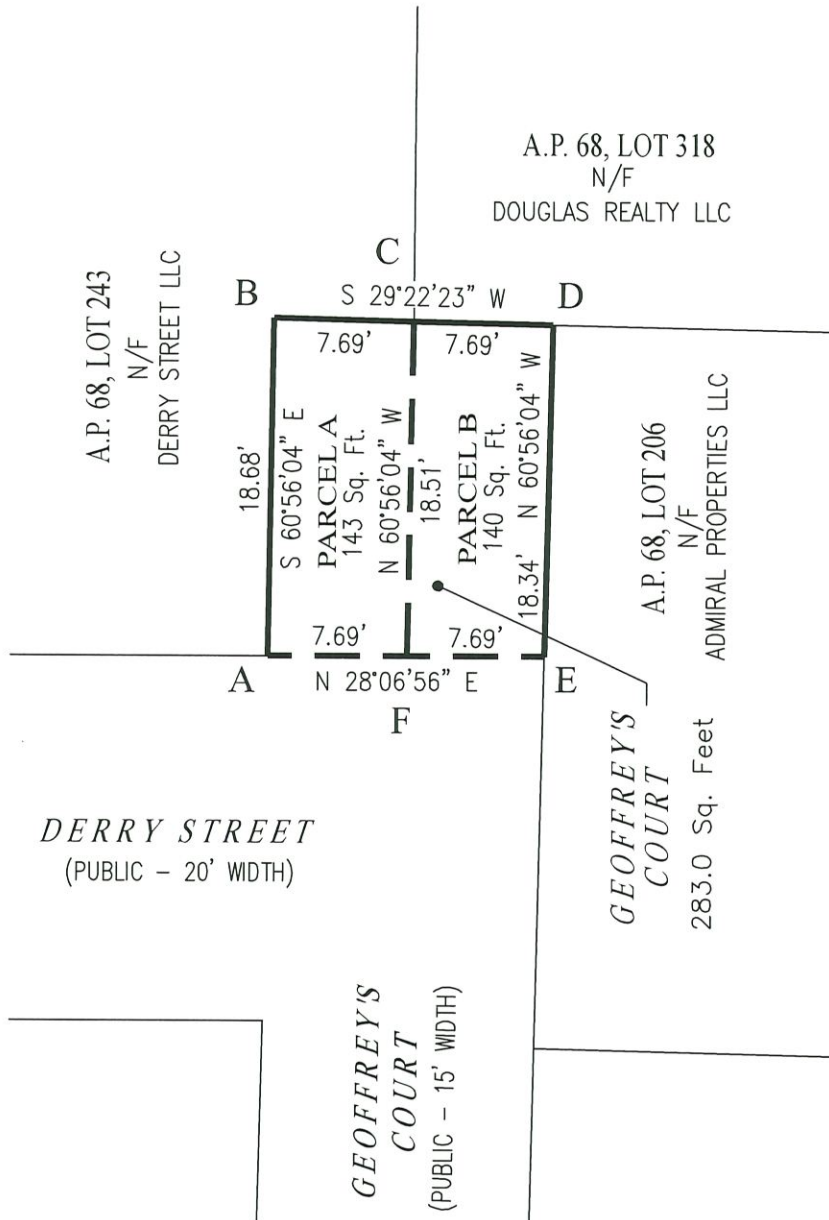 A.P. 68, LOT 318
N/F
DOUGLAS REALTY LLC
A.P. 68, LOT 243
N/F
DERRY STREET LLC
C
B
S 29°22'23" W
D
7.69'
7.69'
18.68'
S 60°56'04" E
PARCEL A
143 Sq. Ft.
N 60°56'04" W
18.51'
PARCEL B
140 Sq. Ft.
18.34'
N 60°56'04" W
A.P. 68, LOT 206
N/F
ADMIRAL PROPERTIES LLC
7.69'
7.69'
A
N 28°06'56" E
E
F
GEOFFREY'S
COURT
283.0 Sq. Feet
DERRY STREET
(PUBLIC – 20' WIDTH)
GEOFFREY'S
COURT
(PUBLIC – 15' WIDTH)